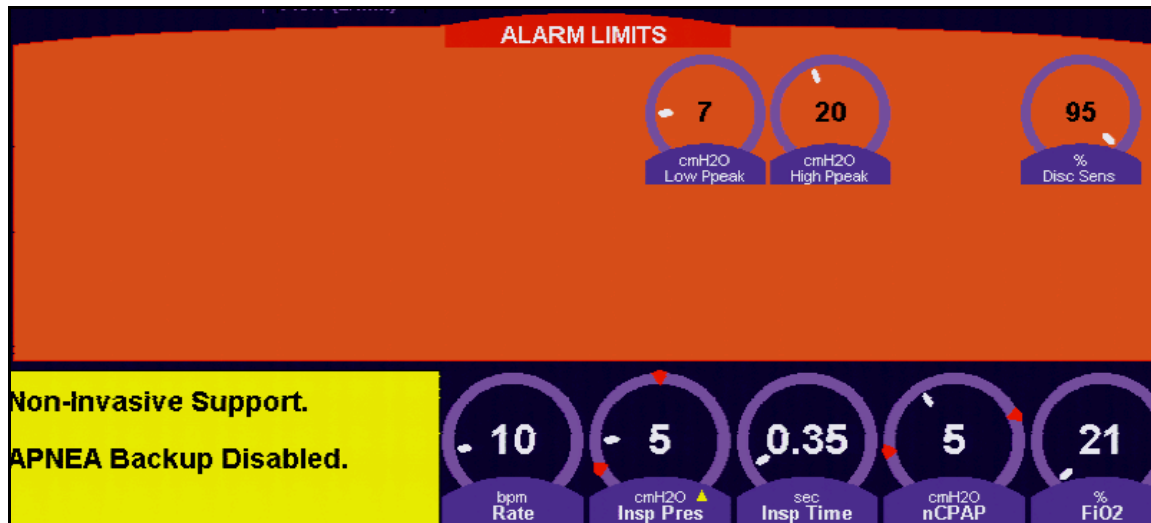 ALARM LIMITS
7
cmH2O
Low Ppeak
20
cmH2O
High Ppeak
95
%
Disc Sens
Non-Invasive Support.
APNEA Backup Disabled.
10
bpm
Rate
5
cmH2O
Insp Pres
0.35
sec
Insp Time
5
cmH2O
nCPAP
21
%
FiO2